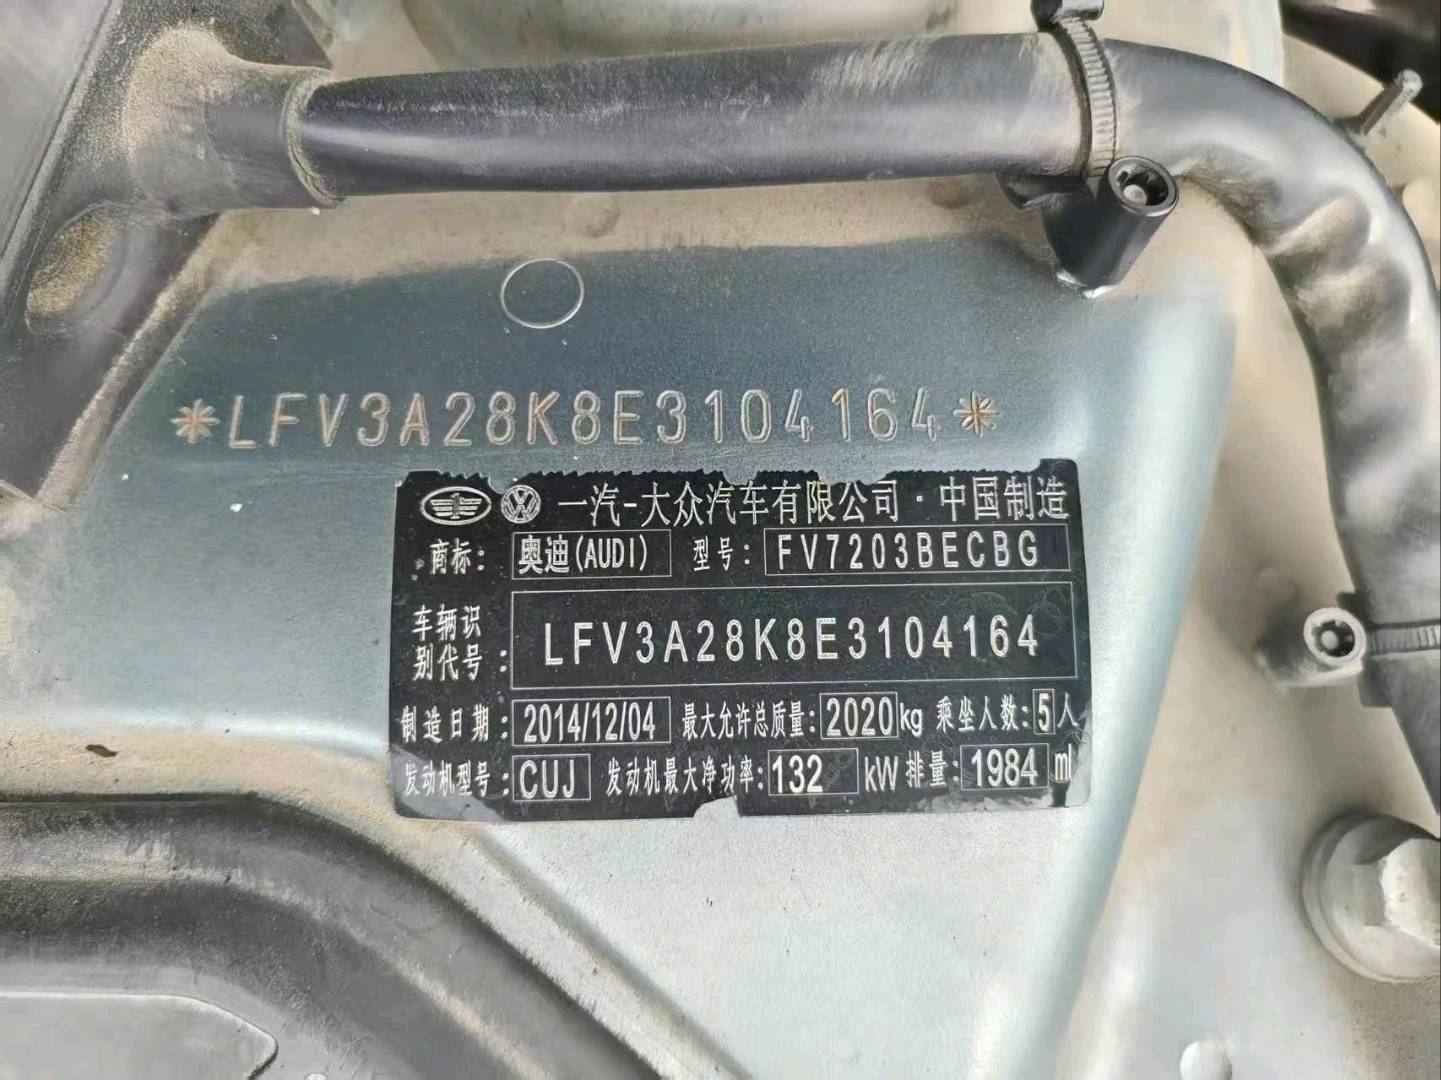 *LFV3A28K8E3104164*
一汽-大众汽车有限公司·中国制造
商标: 奥迪(AUDI) 型号: FV7203BECBG
车辆识别代号: LFV3A28K8E3104164
制造日期: 2014/12/04 最大允许总质量: 2020kg 乘坐人数: 5人
发动机型号: CUJ 发动机最大净功率: 132 kW 排量: 1984 ml